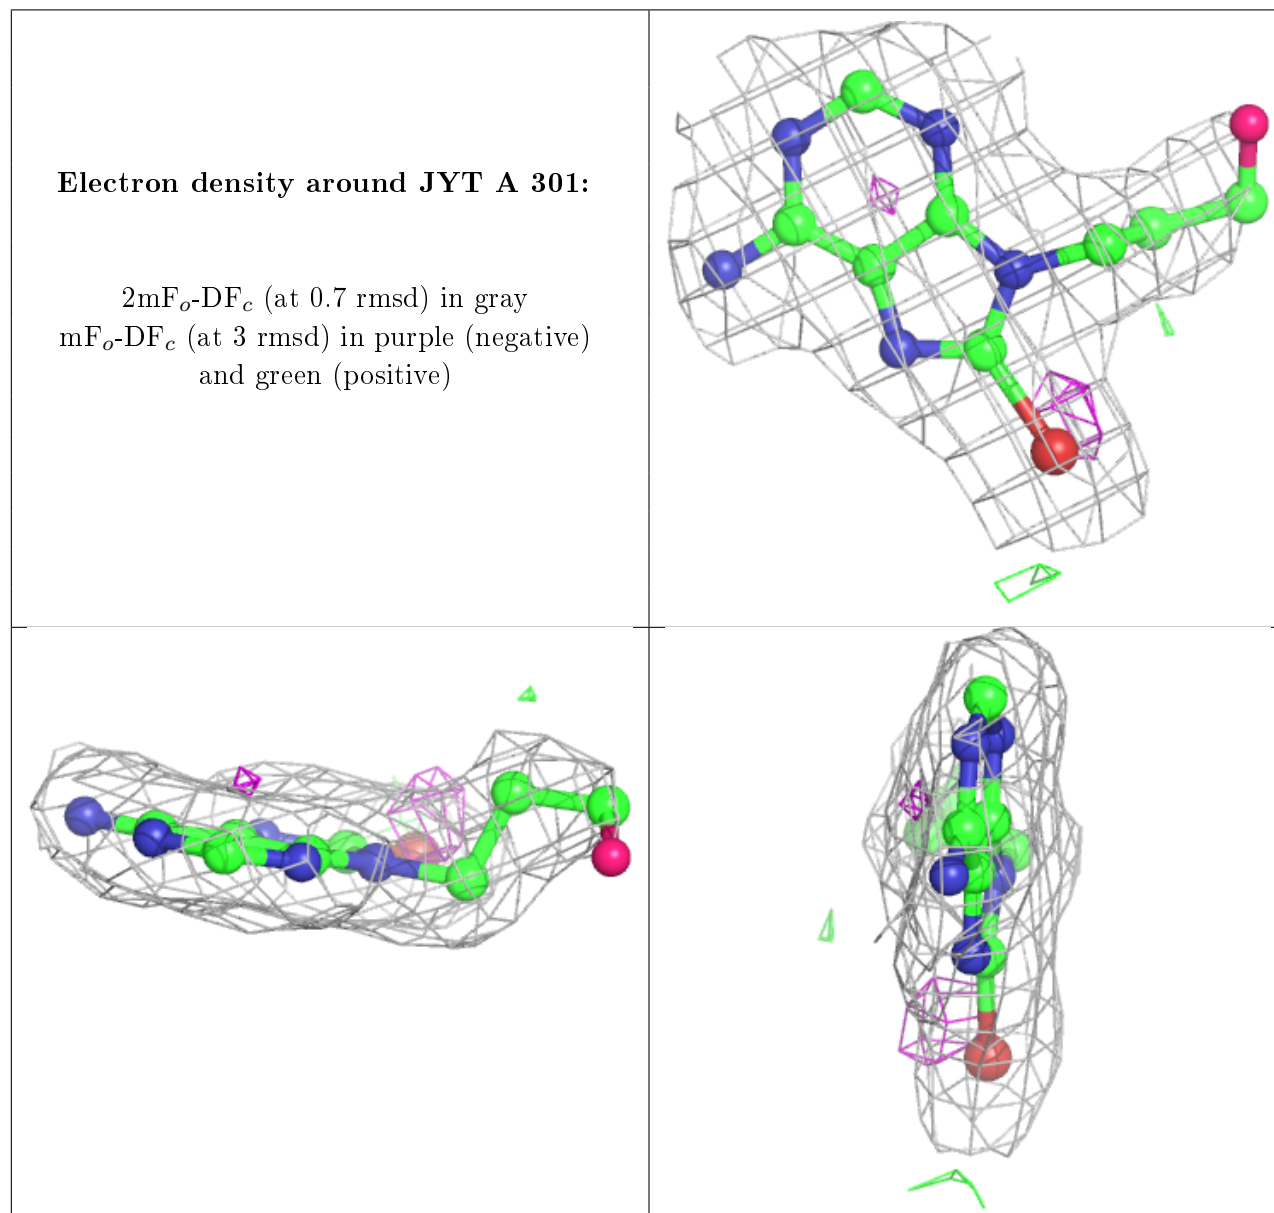 Electron density around JYT A 301:
2mFo-DFc (at 0.7 rmsd) in gray
mFo-DFc (at 3 rmsd) in purple (negative)
and green (positive)